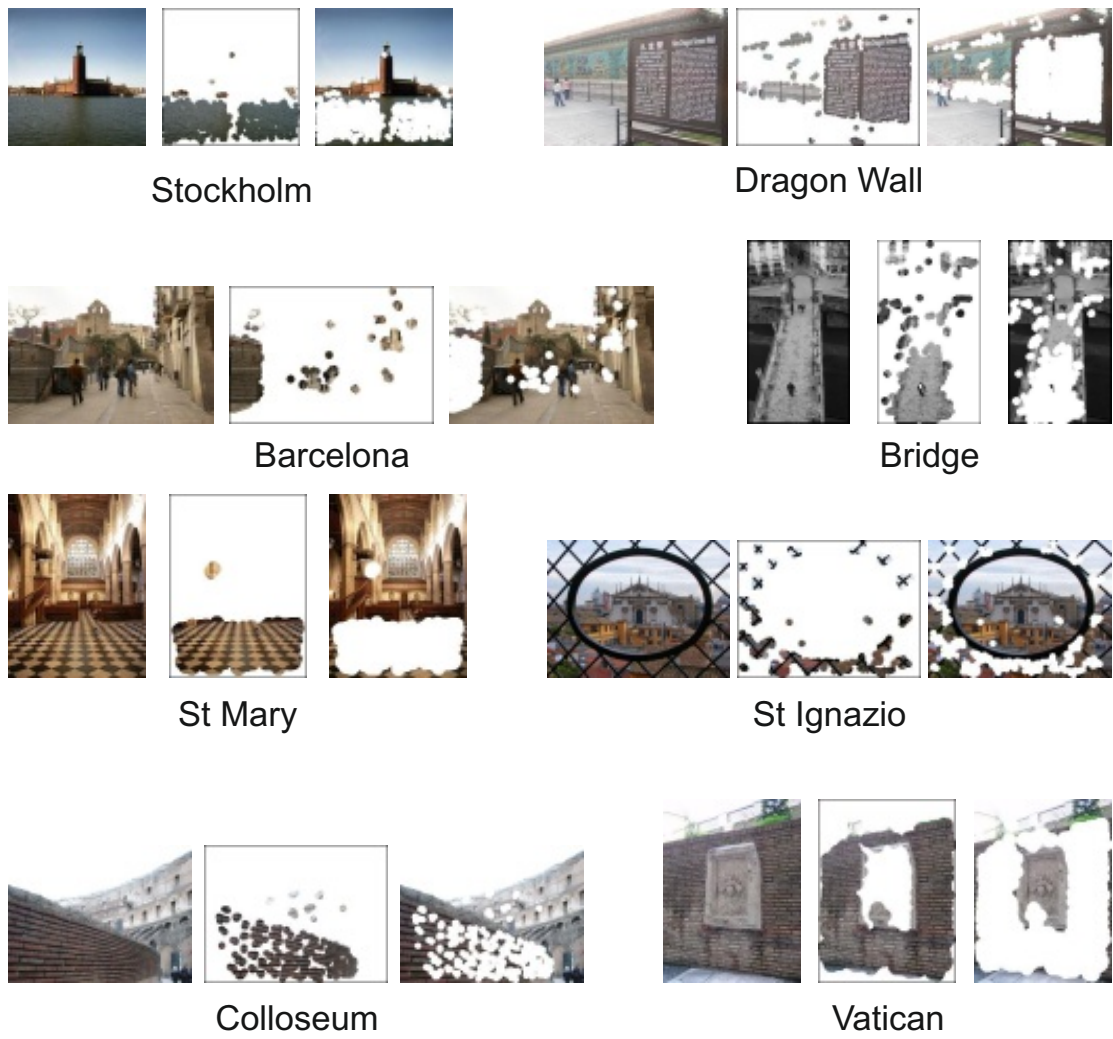 Stockholm
Dragon Wall
Barcelona
Bridge
St Mary
St Ignazio
Colloseum
Vatican